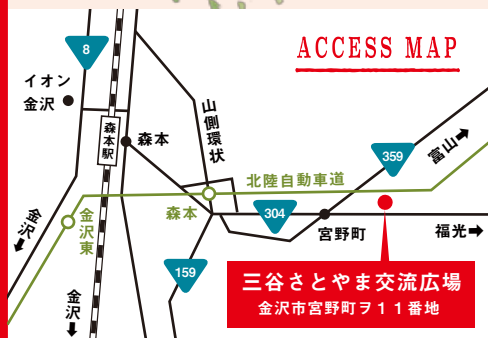 ACCESS MAP
8
イオン
金沢
森本駅
森本
山側環状
359
富山➡
北陸自動車道
森本
304
宮野町
福光➡
金沢➡
金沢東
159
金沢➡
三谷さとやま交流広場
金沢市宮野町ヲ11番地